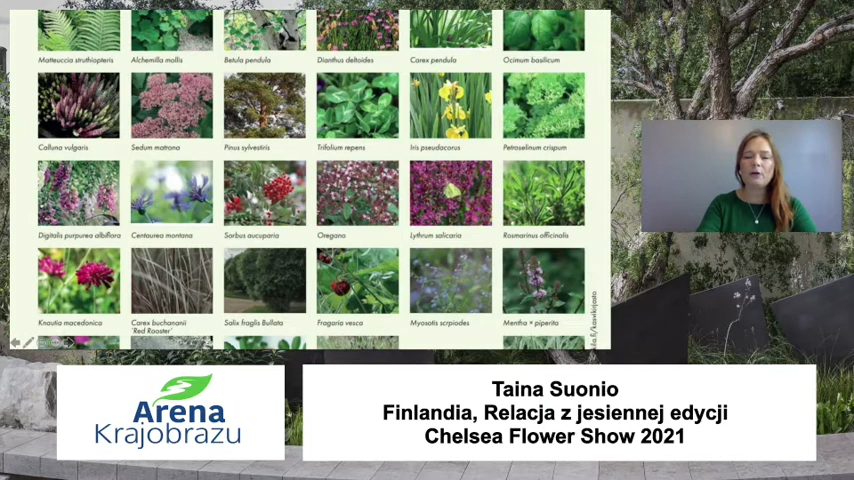 Matteuccia struthiopteris
Alchemilla mollis
Betula pendula
Dianthus deltoides
Carex pendula
Ocimum basilicum
Calluna vulgaris
Sedum matrona
Pinus sylvestiris
Trifolium repens
Iris pseudacorus
Petroselinum crispum
Digitalis purpurea albiflora
Centaurea montana
Sorbus aucuparia
Oregano
Lythrum salicaria
Rosmarinus officinalis
Knautia macedonica
Carex buchananii
'Red Rooster'
Salix fragilis Bullata
Fragaria vesca
Myosotis scrpiodes
Mentha × piperita
Arena
Krajobrazu
Taina Suonio
Finlandia, Relacja z jesiennej edycji
Chelsea Flower Show 2021